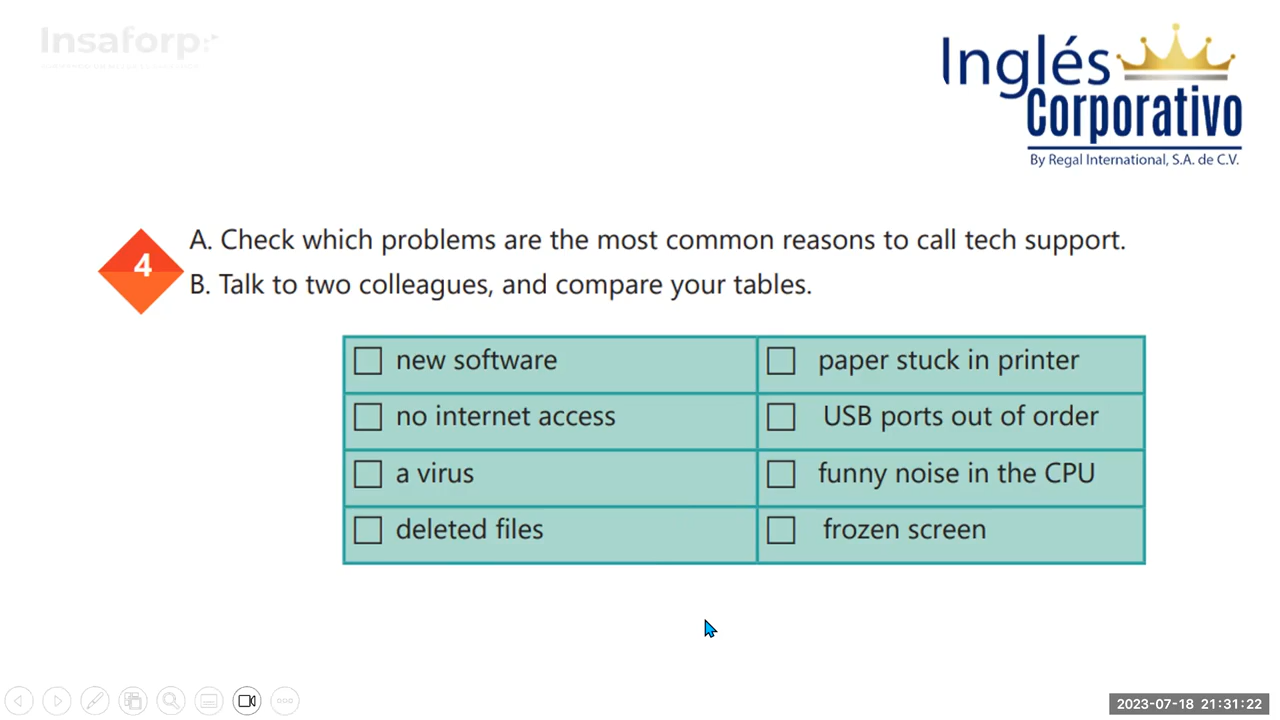 Insaforp
Inglés
Corporativo
By Regal International, S.A. de C.V.
4
A. Check which problems are the most common reasons to call tech support.
B. Talk to two colleagues, and compare your tables.
new software
paper stuck in printer
no internet access
USB ports out of order
a virus
funny noise in the CPU
deleted files
frozen screen
2023-07-18 21:31:22